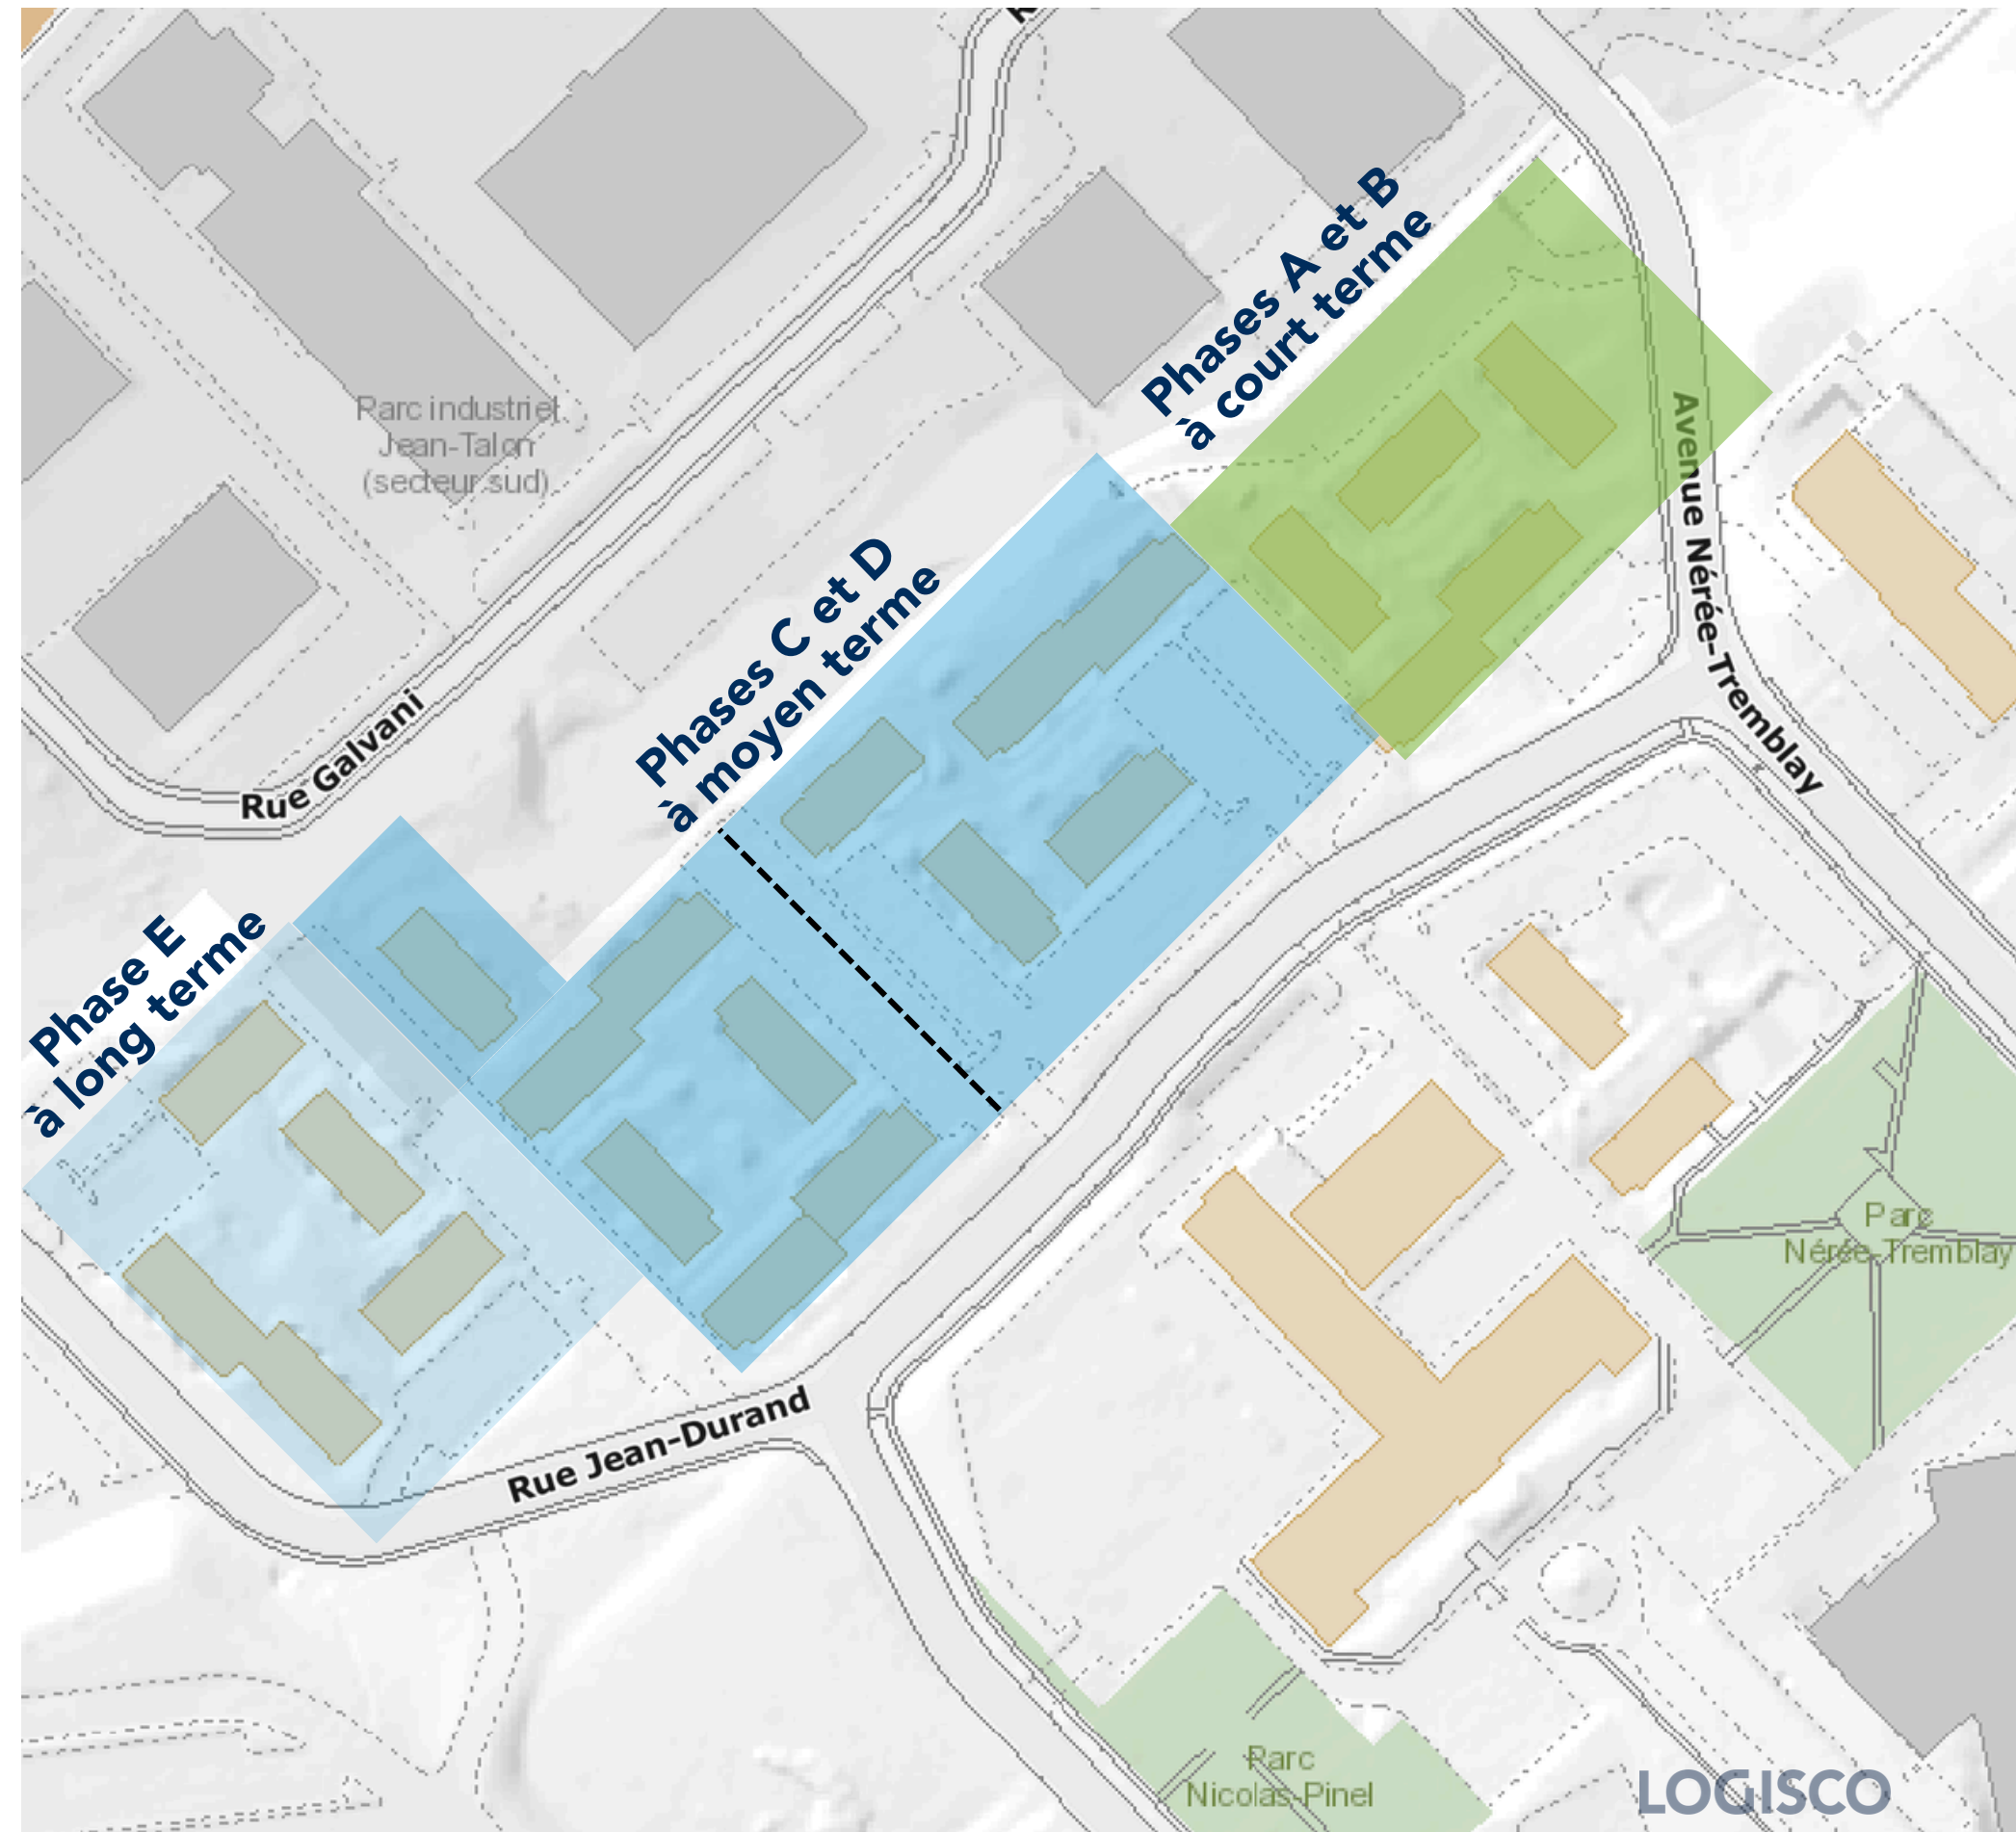 Phases A et B
à court terme
Parc industriel
Jean-Talon
(secteur sud)
Avenue Nérée-Tremblay
Phases C et D
à moyen terme
Rue Galvani
Phase E
à long terme
Parc
Nérée-Tremblay
Rue Jean-Durand
Parc
Nicolas-Pinel
LOGISCO